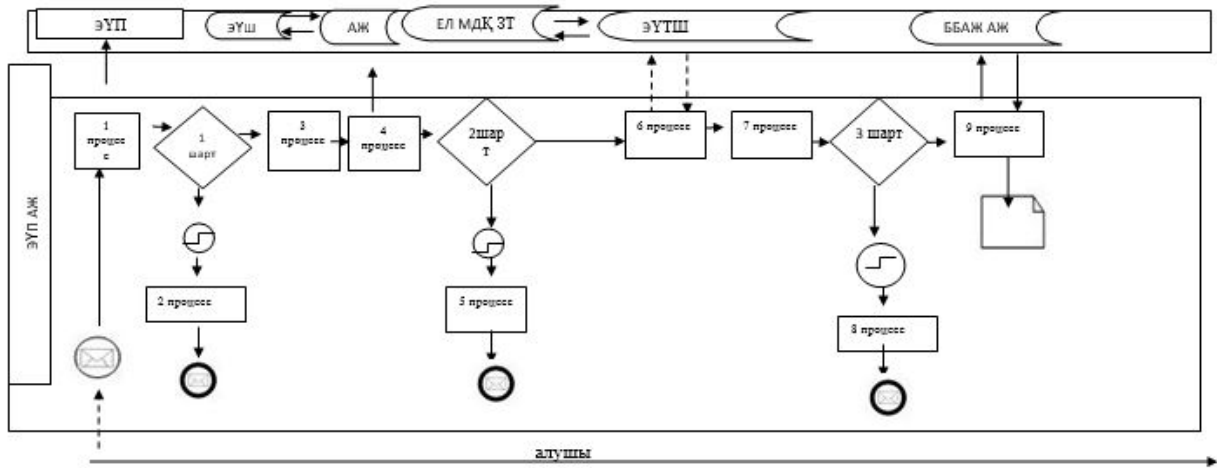 ЭҮП ЭҮШ АЖ ЕЛ МДҚ ЗТ ЭҮТШ ББАЖ АЖ
ЭҮП АЖ
1
процес
с
1
шарт
3
процесс
4
процесс
2шар
т
6 процесс
7 процесс
3 шарт
9 процесс
2 процесс
5 процесс
8 процесс
алушы